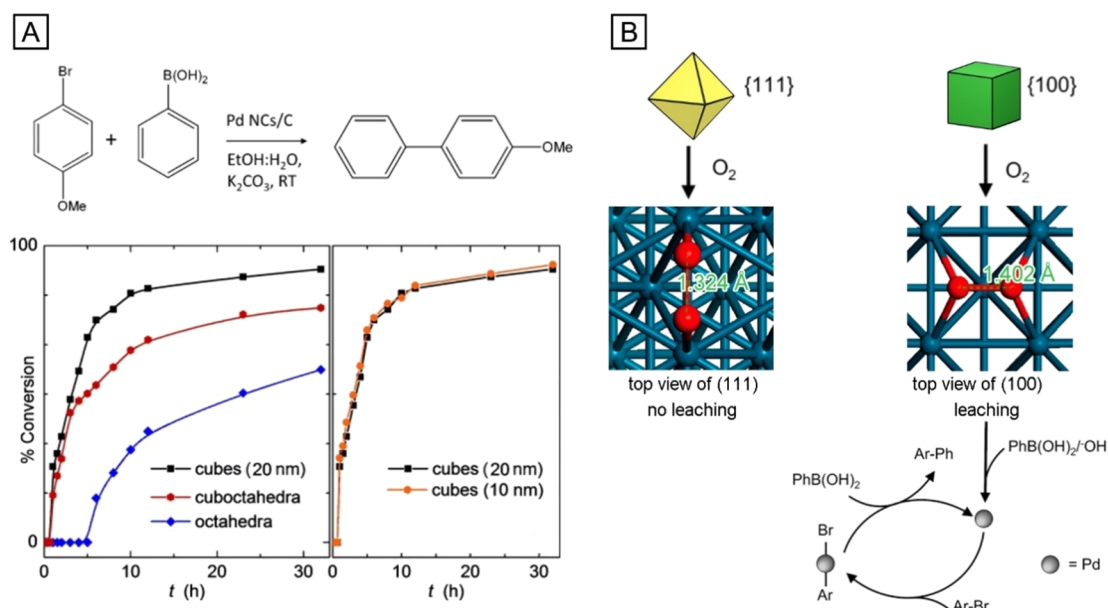 A
Br
B(OH)₂
+
Pd NCs/C
EtOH:H₂O,
K₂CO₃, RT
OMe
OMe
100
% Conversion
0
cubes (20 nm)
cuboctahedra
octahedra
cubes (20 nm)
cubes (10 nm)
0 10 20 30
0 10 20 30
t (h)
t (h)
B
{111}
{100}
O₂
O₂
1.324 Å
1.402 Å
top view of (111)
no leaching
top view of (100)
leaching
PhB(OH)₂/⁻OH
Ar-Ph
PhB(OH)₂
Br
Ar
= Pd
Ar-Br